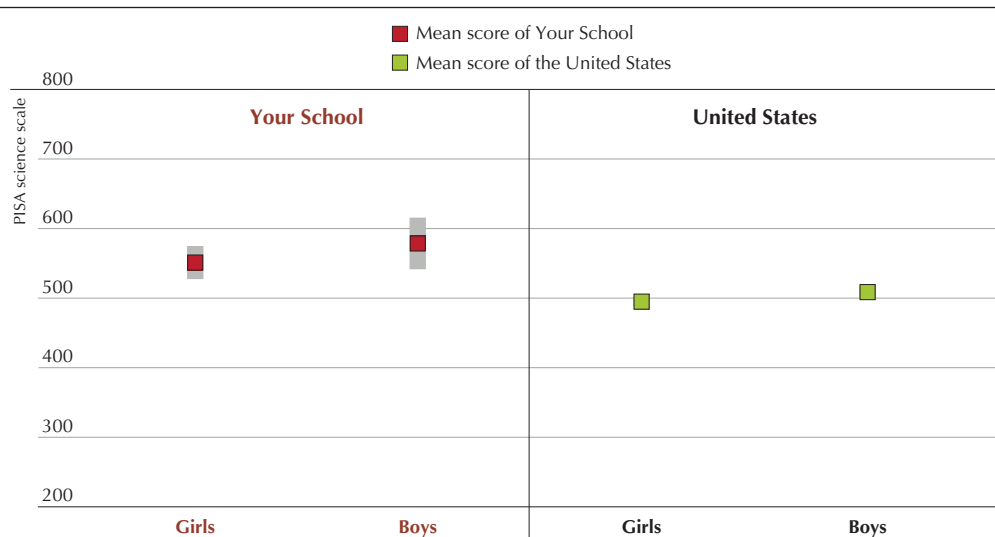 Mean score of Your School
Mean score of the United States
PISA science scale
800
Your School
United States
700
600
500
400
300
200
Girls
Boys
Girls
Boys